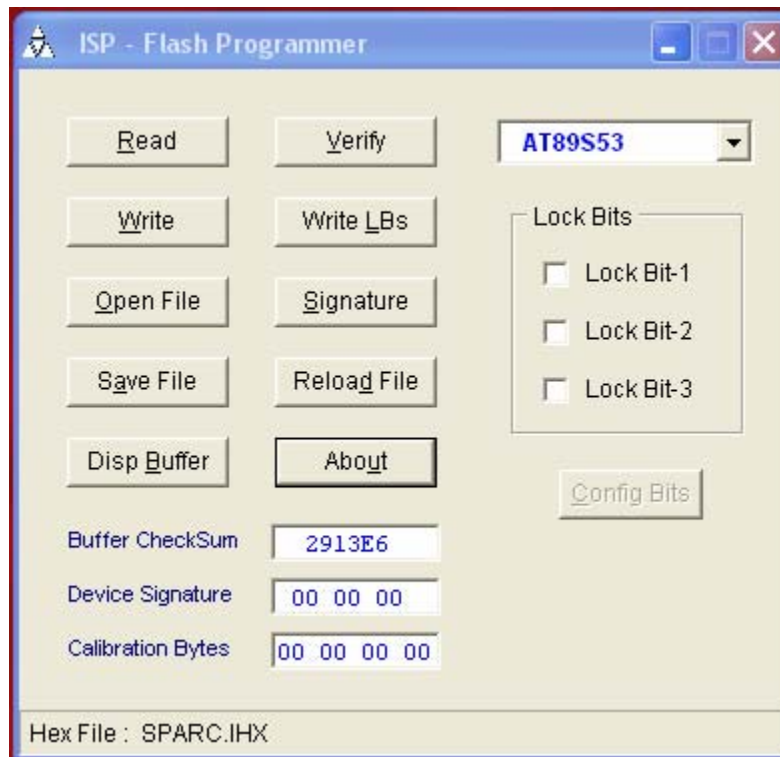 ISP - Flash Programmer
Read
Verify
AT89S53
Write
Write LBs
Lock Bits
Lock Bit-1
Open File
Signature
Lock Bit-2
Save File
Reload File
Lock Bit-3
Disp Buffer
About
Config Bits
Buffer CheckSum 2913E6
Device Signature 00 00 00
Calibration Bytes 00 00 00 00
Hex File : SPARC.IHX